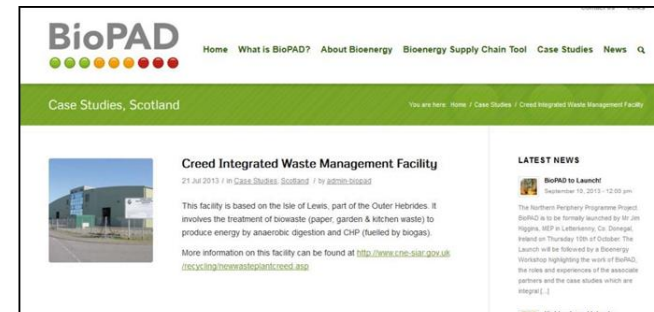 BioPAD
Home What is BioPAD? About Bioenergy Bioenergy Supply Chain Tool Case Studies News
Case Studies, Scotland
You are here: Home / Case Studies / Creed Integrated Waste Management Facility
Creed Integrated Waste Management Facility
21 Jul 2013 / in Case Studies, Scotland / by admin-biopad
This facility is based on the Isle of Lewis, part of the Outer Hebrides. It
involves the treatment of biowaste (paper, garden & kitchen waste) to
produce energy by anaerobic digestion and CHP (fuelled by biogas).
More information on this facility can be found at http://www.cne-siar.gov.uk
/recycling/newwasteplantcreed.asp
LATEST NEWS
BioPAD to Launch!
September 10, 2013 - 12:00 pm
The Northern Periphery Programme Project
BioPAD is to be formally launched by Mr Jim
Higgins, MEP in Letterkenny, Co. Donegal,
Ireland on Thursday 10th of October. The
Launch will be followed by a Bioenergy
Workshop highlighting the work of BioPAD,
the roles and experiences of the associate
partners and the case studies which are
integral [...]